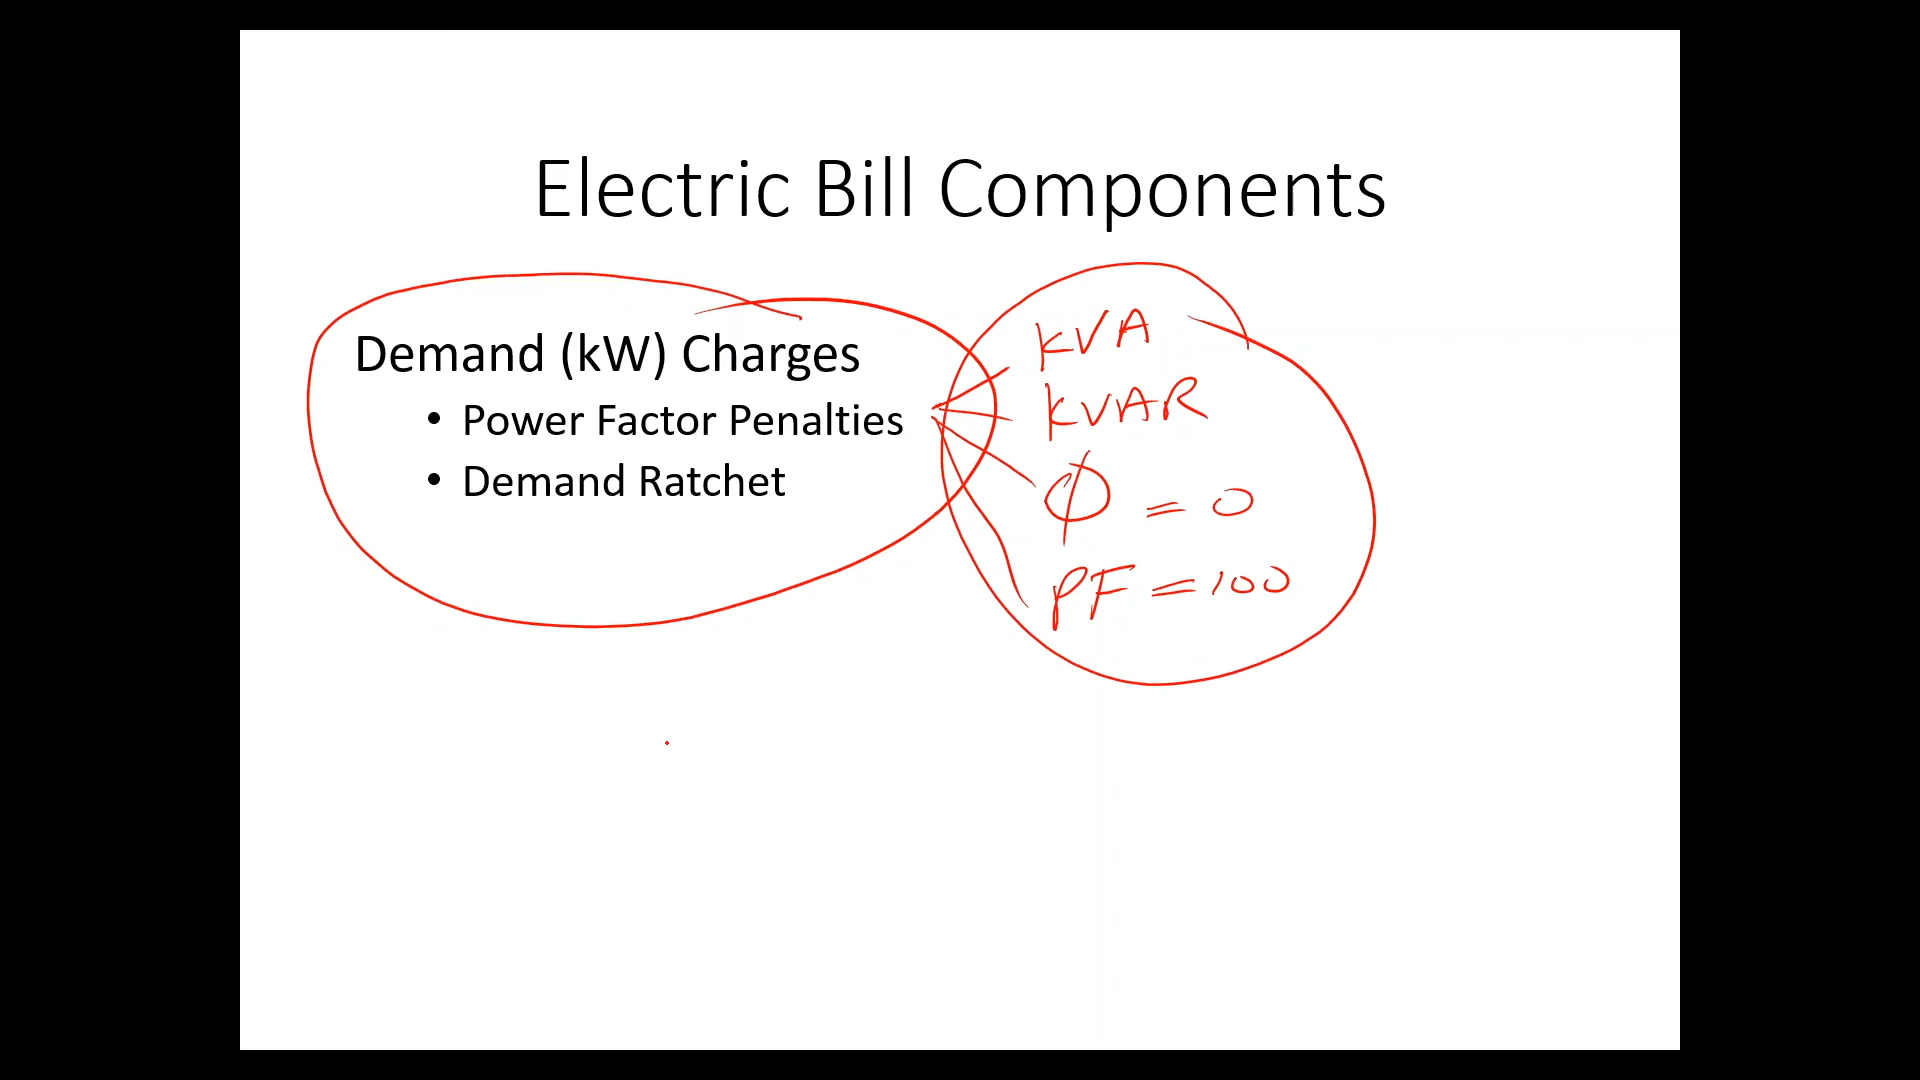 Electric Bill Components
Demand (kW) Charges
• Power Factor Penalties
• Demand Ratchet
KVA
KVAR
ϕ = 0
PF = 100